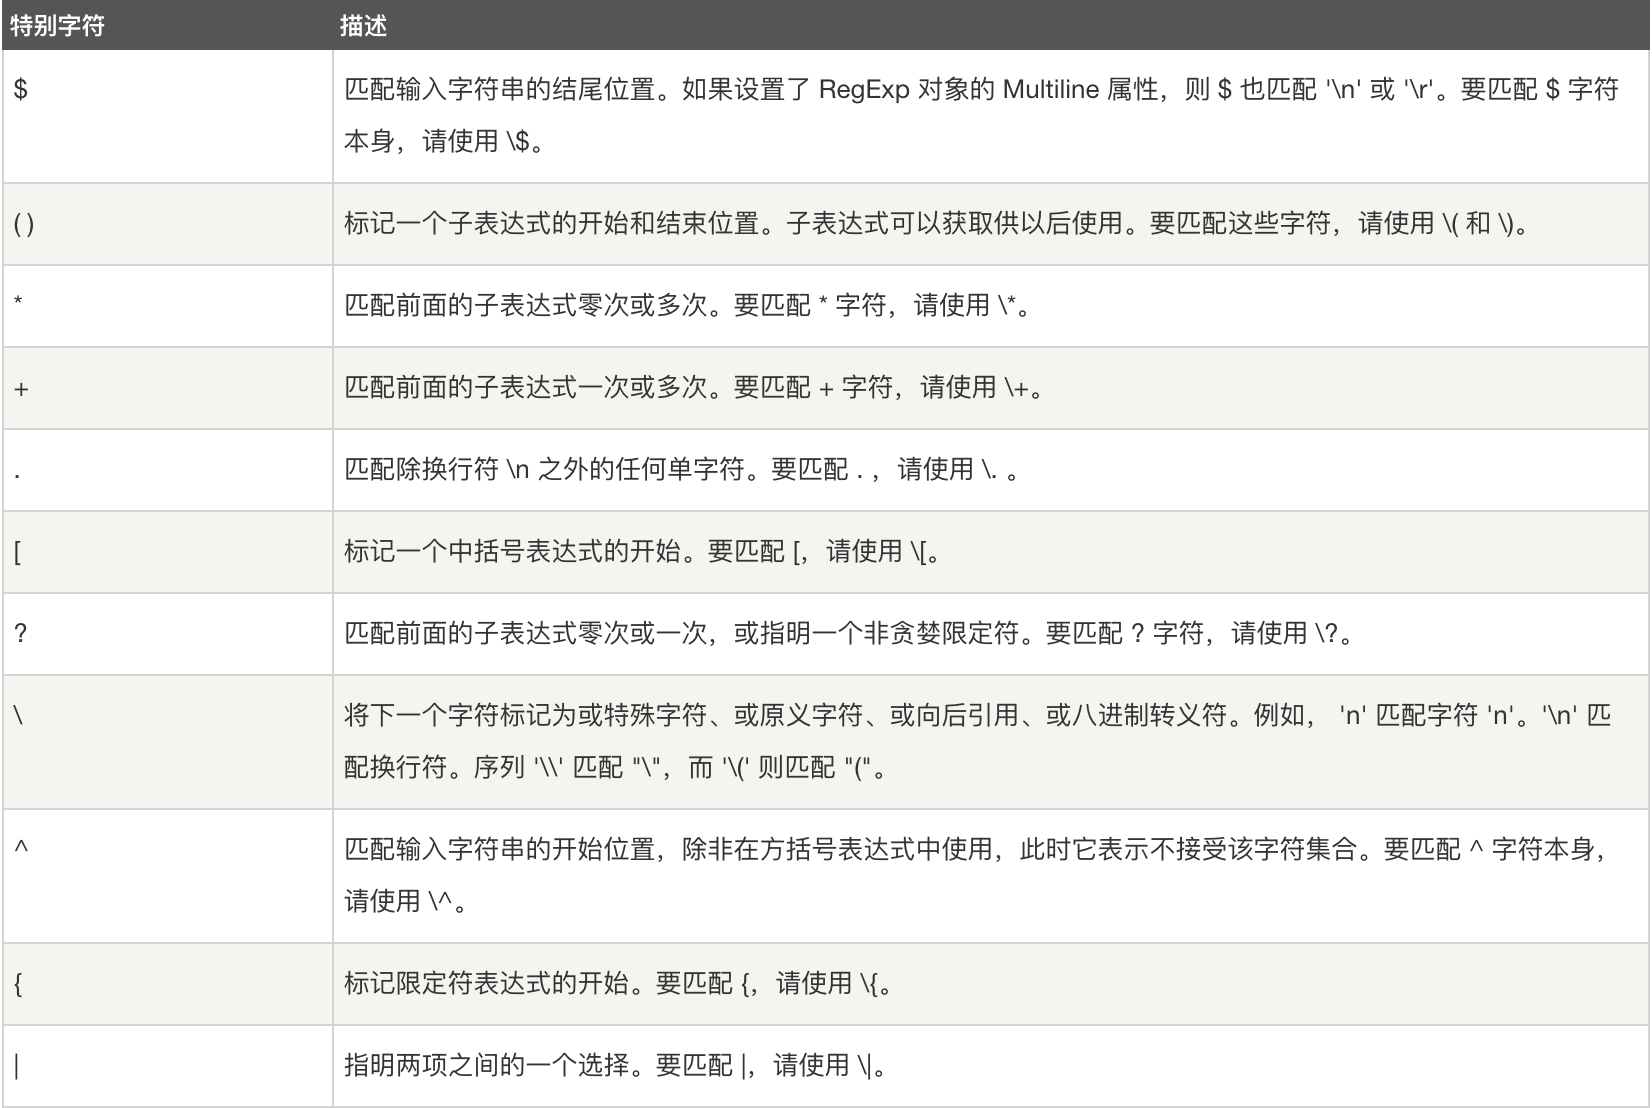 特别字符 描述
$ 匹配输入字符串的结尾位置。如果设置了 RegExp 对象的 Multiline 属性，则 $ 也匹配 '\n' 或 '\r'。要匹配 $ 字符
本身，请使用 \$。
( ) 标记一个子表达式的开始和结束位置。子表达式可以获取供以后使用。要匹配这些字符，请使用 \( 和 \)。
* 匹配前面的子表达式零次或多次。要匹配 * 字符，请使用 \*。
+ 匹配前面的子表达式一次或多次。要匹配 + 字符，请使用 \+。
. 匹配除换行符 \n 之外的任何单字符。要匹配 . ，请使用 \. 。
[ 标记一个中括号表达式的开始。要匹配 [，请使用 \[。
? 匹配前面的子表达式零次或一次，或指明一个非贪婪限定符。要匹配 ? 字符，请使用 \?。
\ 将下一个字符标记为或特殊字符、或原义字符、或向后引用、或八进制转义符。例如， 'n' 匹配字符 'n'。'\n' 匹
配换行符。序列 '\\' 匹配 "\"，而 '\(' 则匹配 "("。
^ 匹配输入字符串的开始位置，除非在方括号表达式中使用，此时它表示不接受该字符集合。要匹配 ^ 字符本身，
请使用 \^。
{ 标记限定符表达式的开始。要匹配 {，请使用 \{。
| 指明两项之间的一个选择。要匹配 |，请使用 \|。